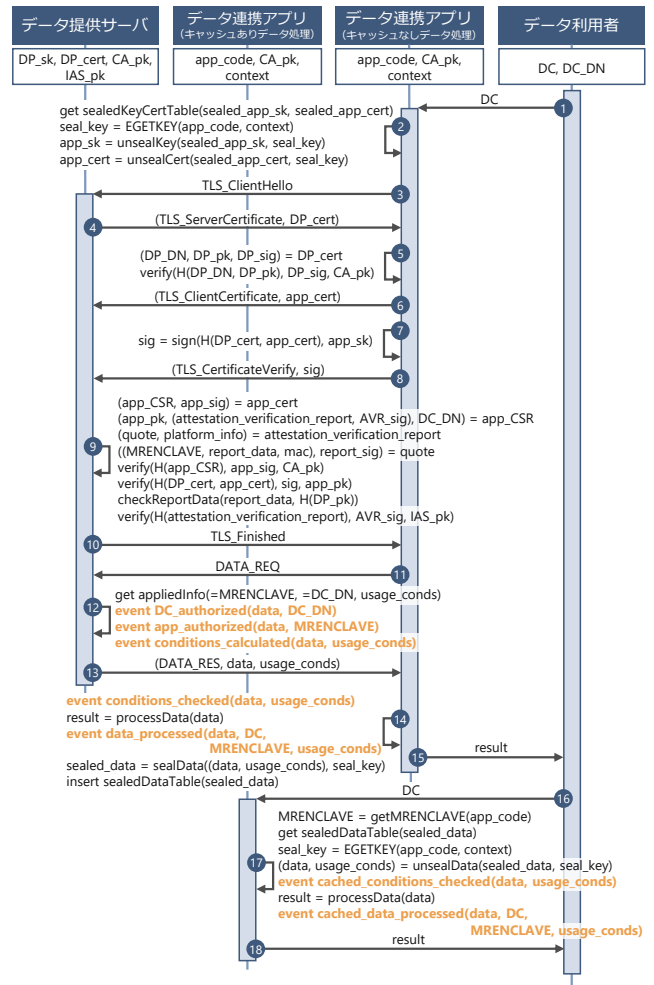 データ提供サーバ
データ連携アプリ
(キャッシュありデータ処理)
データ連携アプリ
(キャッシュなしデータ処理)
データ利用者
DP_sk, DP_cert, CA_pk,
IAS_pk
app_code, CA_pk,
context
app_code, CA_pk,
context
DC, DC_DN
DC
1
get sealedKeyCertTable(sealed_app_sk, sealed_app_cert)
seal_key = EGETKEY(app_code, context)
2
app_sk = unsealKey(sealed_app_sk, seal_key)
app_cert = unsealCert(sealed_app_cert, seal_key)
TLS_ClientHello
3
(TLS_ServerCertificate, DP_cert)
4
(DP_DN, DP_pk, DP_sig) = DP_cert
5
verify(H(DP_DN, DP_pk), DP_sig, CA_pk)
(TLS_ClientCertificate, app_cert)
6
7
sig = sign(H(DP_cert, app_cert), app_sk)
(TLS_CertificateVerify, sig)
8
(app_CSR, app_sig) = app_cert
(app_pk, (attestation_verification_report, AVR_sig), DC_DN) = app_CSR
(quote, platform_info) = attestation_verification_report
9
((MRENCLAVE, report_data, mac), report_sig) = quote
verify(H(app_CSR), app_sig, CA_pk)
verify(H(DP_cert, app_cert), sig, app_pk)
checkReportData(report_data, H(DP_pk))
verify(H(attestation_verification_report), AVR_sig, IAS_pk)
TLS_Finished
10
DATA_REQ
11
get appliedInfo(=MRENCLAVE, =DC_DN, usage_conds)
12
event DC_authorized(data, DC_DN)
event app_authorized(data, MRENCLAVE)
event conditions_calculated(data, usage_conds)
(DATA_RES, data, usage_conds)
13
event conditions_checked(data, usage_conds)
result = processData(data)
14
event data_processed(data, DC,
MRENCLAVE, usage_conds)
result
15
sealed_data = sealData((data, usage_conds), seal_key)
insert sealedDataTable(sealed_data)
DC
16
MRENCLAVE = getMRENCLAVE(app_code)
get sealedDataTable(sealed_data)
seal_key = EGETKEY(app_code, context)
17
(data, usage_conds) = unsealData(sealed_data, seal_key)
event cached_conditions_checked(data, usage_conds)
result = processData(data)
event cached_data_processed(data, DC,
MRENCLAVE, usage_conds)
result
18